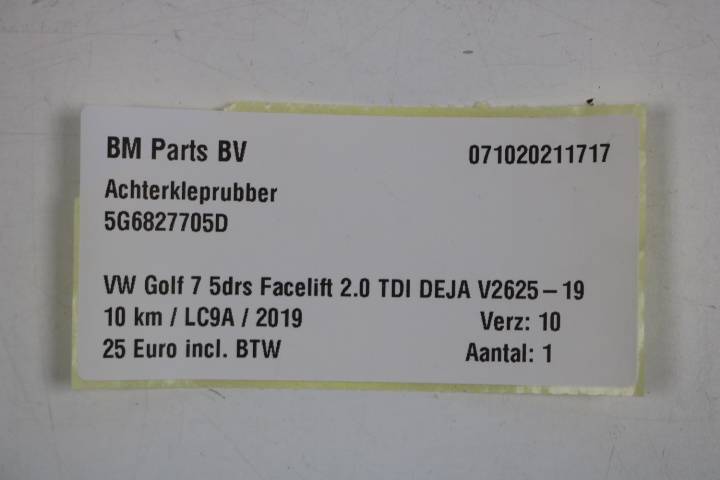 BM Parts BV 071020211717
Achterkleprubber
5G6827705D
VW Golf 7 5drs Facelift 2.0 TDI DEJA V2625-19
10 km / LC9A / 2019 Verz: 10
25 Euro incl. BTW Aantal: 1